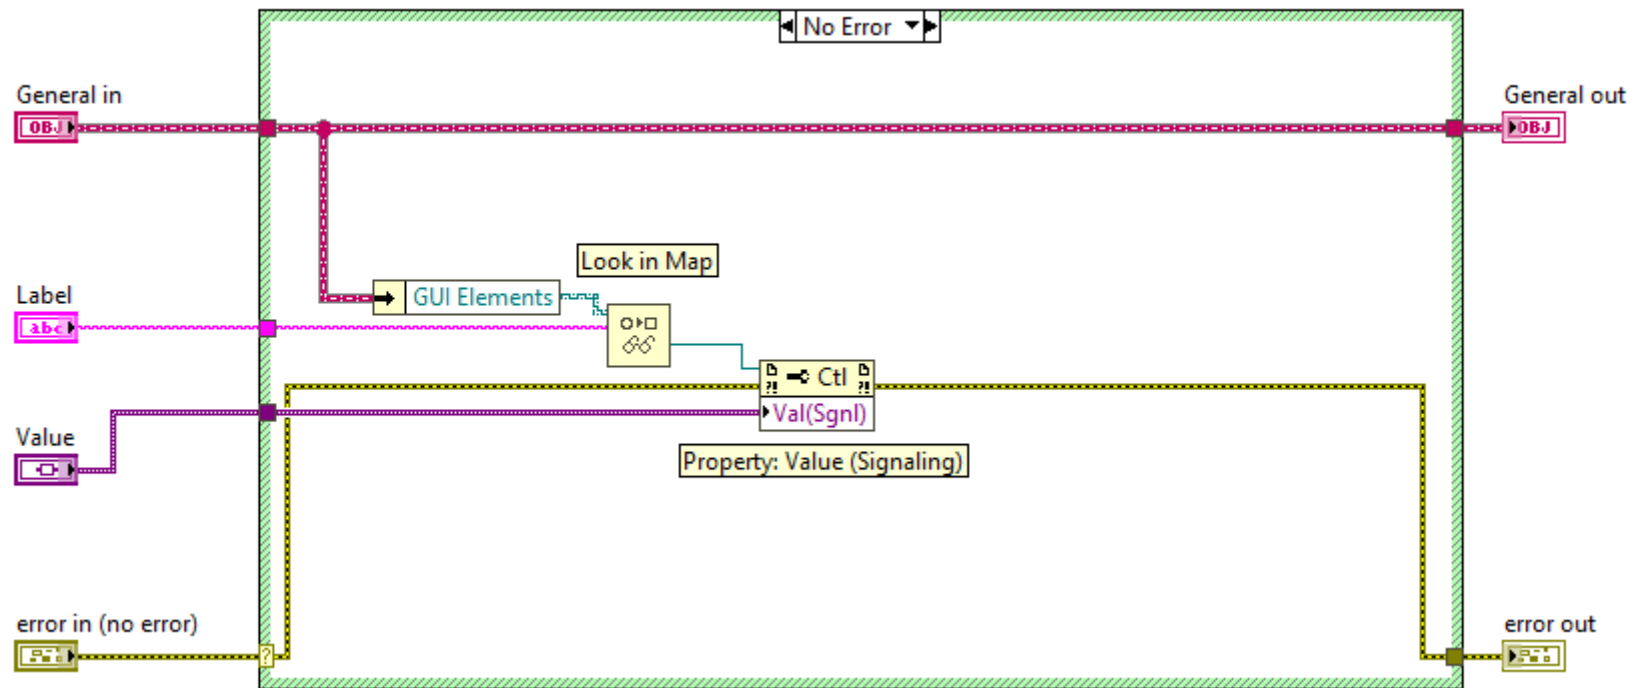 No Error
General in
General out
OBJ
OBJ
Look in Map
Label
GUI Elements
abc
Ctl
Val(Sgnl)
Value
Property: Value (Signaling)
error in (no error)
error out
?